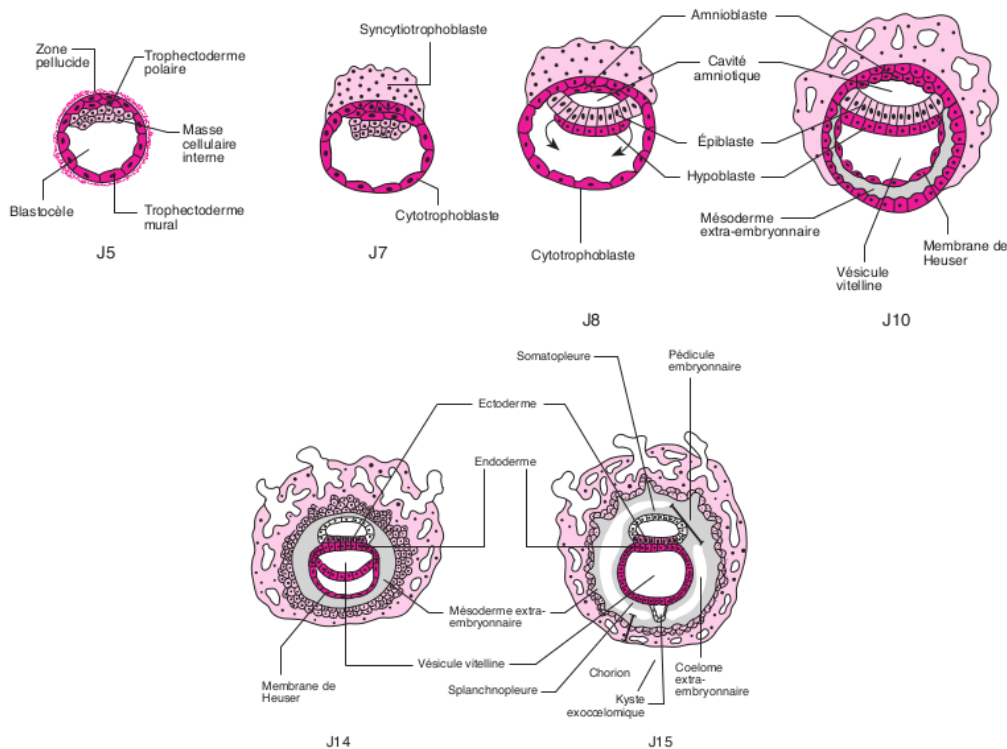 Zone
pellucide
Trophectoderme
polaire
Masse
cellulaire
interne
Blastocèle
Trophectoderme
mural
J5
Syncytiotrophoblaste
Cytotrophoblaste
J7
Amnioblaste
Cavité
amniotique
Épiblaste
Hypoblaste
Mésoderme
extra-embryonnaire
Cytotrophoblaste
Membrane de
Heuser
Vésicule
vitelline
J8
J10
Somatopleure
Pédicule
embryonnaire
Ectoderme
Endoderme
Mésoderme extra-
embryonnaire
Vésicule vitelline
Membrane de
Heuser
Splanchnopleure
Chorion
Coelome
extra-
embryonnaire
Kyste
exocœlomique
J14
J15